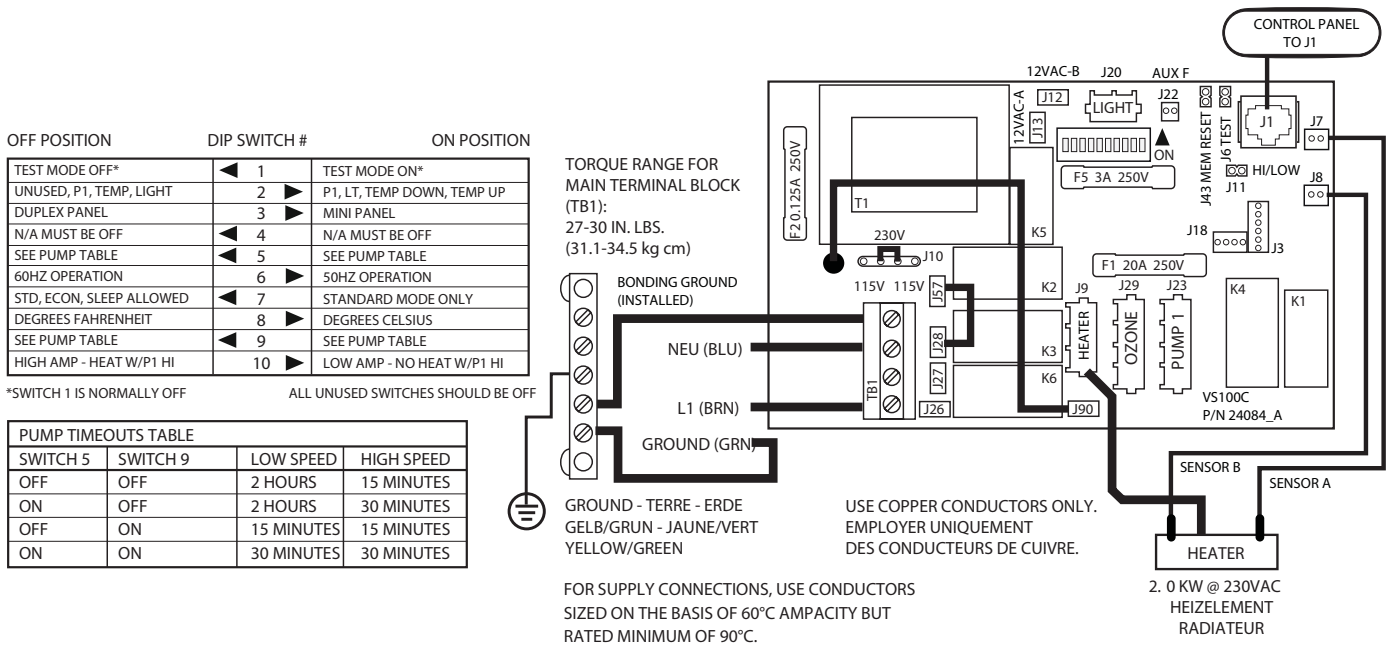 OFF POSITION DIP SWITCH # ON POSITION
TEST MODE OFF* 1 TEST MODE ON*
UNUSED, P1, TEMP, LIGHT 2 P1, LT, TEMP DOWN, TEMP UP
DUPLEX PANEL 3 MINI PANEL
N/A MUST BE OFF 4 N/A MUST BE OFF
SEE PUMP TABLE 5 SEE PUMP TABLE
60HZ OPERATION 6 50HZ OPERATION
STD, ECON, SLEEP ALLOWED 7 STANDARD MODE ONLY
DEGREES FAHRENHEIT 8 DEGREES CELSIUS
SEE PUMP TABLE 9 SEE PUMP TABLE
HIGH AMP - HEAT W/P1 HI 10 LOW AMP - NO HEAT W/P1 HI
*SWITCH 1 IS NORMALLY OFF ALL UNUSED SWITCHES SHOULD BE OFF
PUMP TIMEOUTS TABLE
SWITCH 5 SWITCH 9 LOW SPEED HIGH SPEED
OFF OFF 2 HOURS 15 MINUTES
ON OFF 2 HOURS 30 MINUTES
OFF ON 15 MINUTES 15 MINUTES
ON ON 30 MINUTES 30 MINUTES
TORQUE RANGE FOR
MAIN TERMINAL BLOCK
(TB1):
27-30 IN. LBS.
(31.1-34.5 kg cm)
BONDING GROUND
(INSTALLED)
NEU (BLU)
L1 (BRN)
GROUND (GRN)
GROUND - TERRE - ERDE
GELB/GRUN - JAUNE/VERT
YELLOW/GREEN
FOR SUPPLY CONNECTIONS, USE CONDUCTORS
SIZED ON THE BASIS OF 60°C AMPACITY BUT
RATED MINIMUM OF 90°C.
USE COPPER CONDUCTORS ONLY.
EMPLOYER UNIQUEMENT
DES CONDUCTEURS DE CUIVRE.
CONTROL PANEL
TO J1
12VAC-B
J20
AUX F
12VAC-A
J12
J13
LIGHT
J22
ON
F2 0.125A 250V
F5 3A 250V
J43 MEM RESET
J6 TEST
J1
J7
HI/LOW
J11
J8
J18
J3
T1
K5
230V
J10
115V 115V
F1 20A 250V
J57
K2
J9
J29
J23
K4
K1
HEATER
OZONE
PUMP 1
J28
K3
J27
K6
TB1
J26
J90
VS100C
P/N 24084_A
SENSOR B
SENSOR A
HEATER
2. 0 KW @ 230VAC
HEIZELEMENT
RADIATEUR